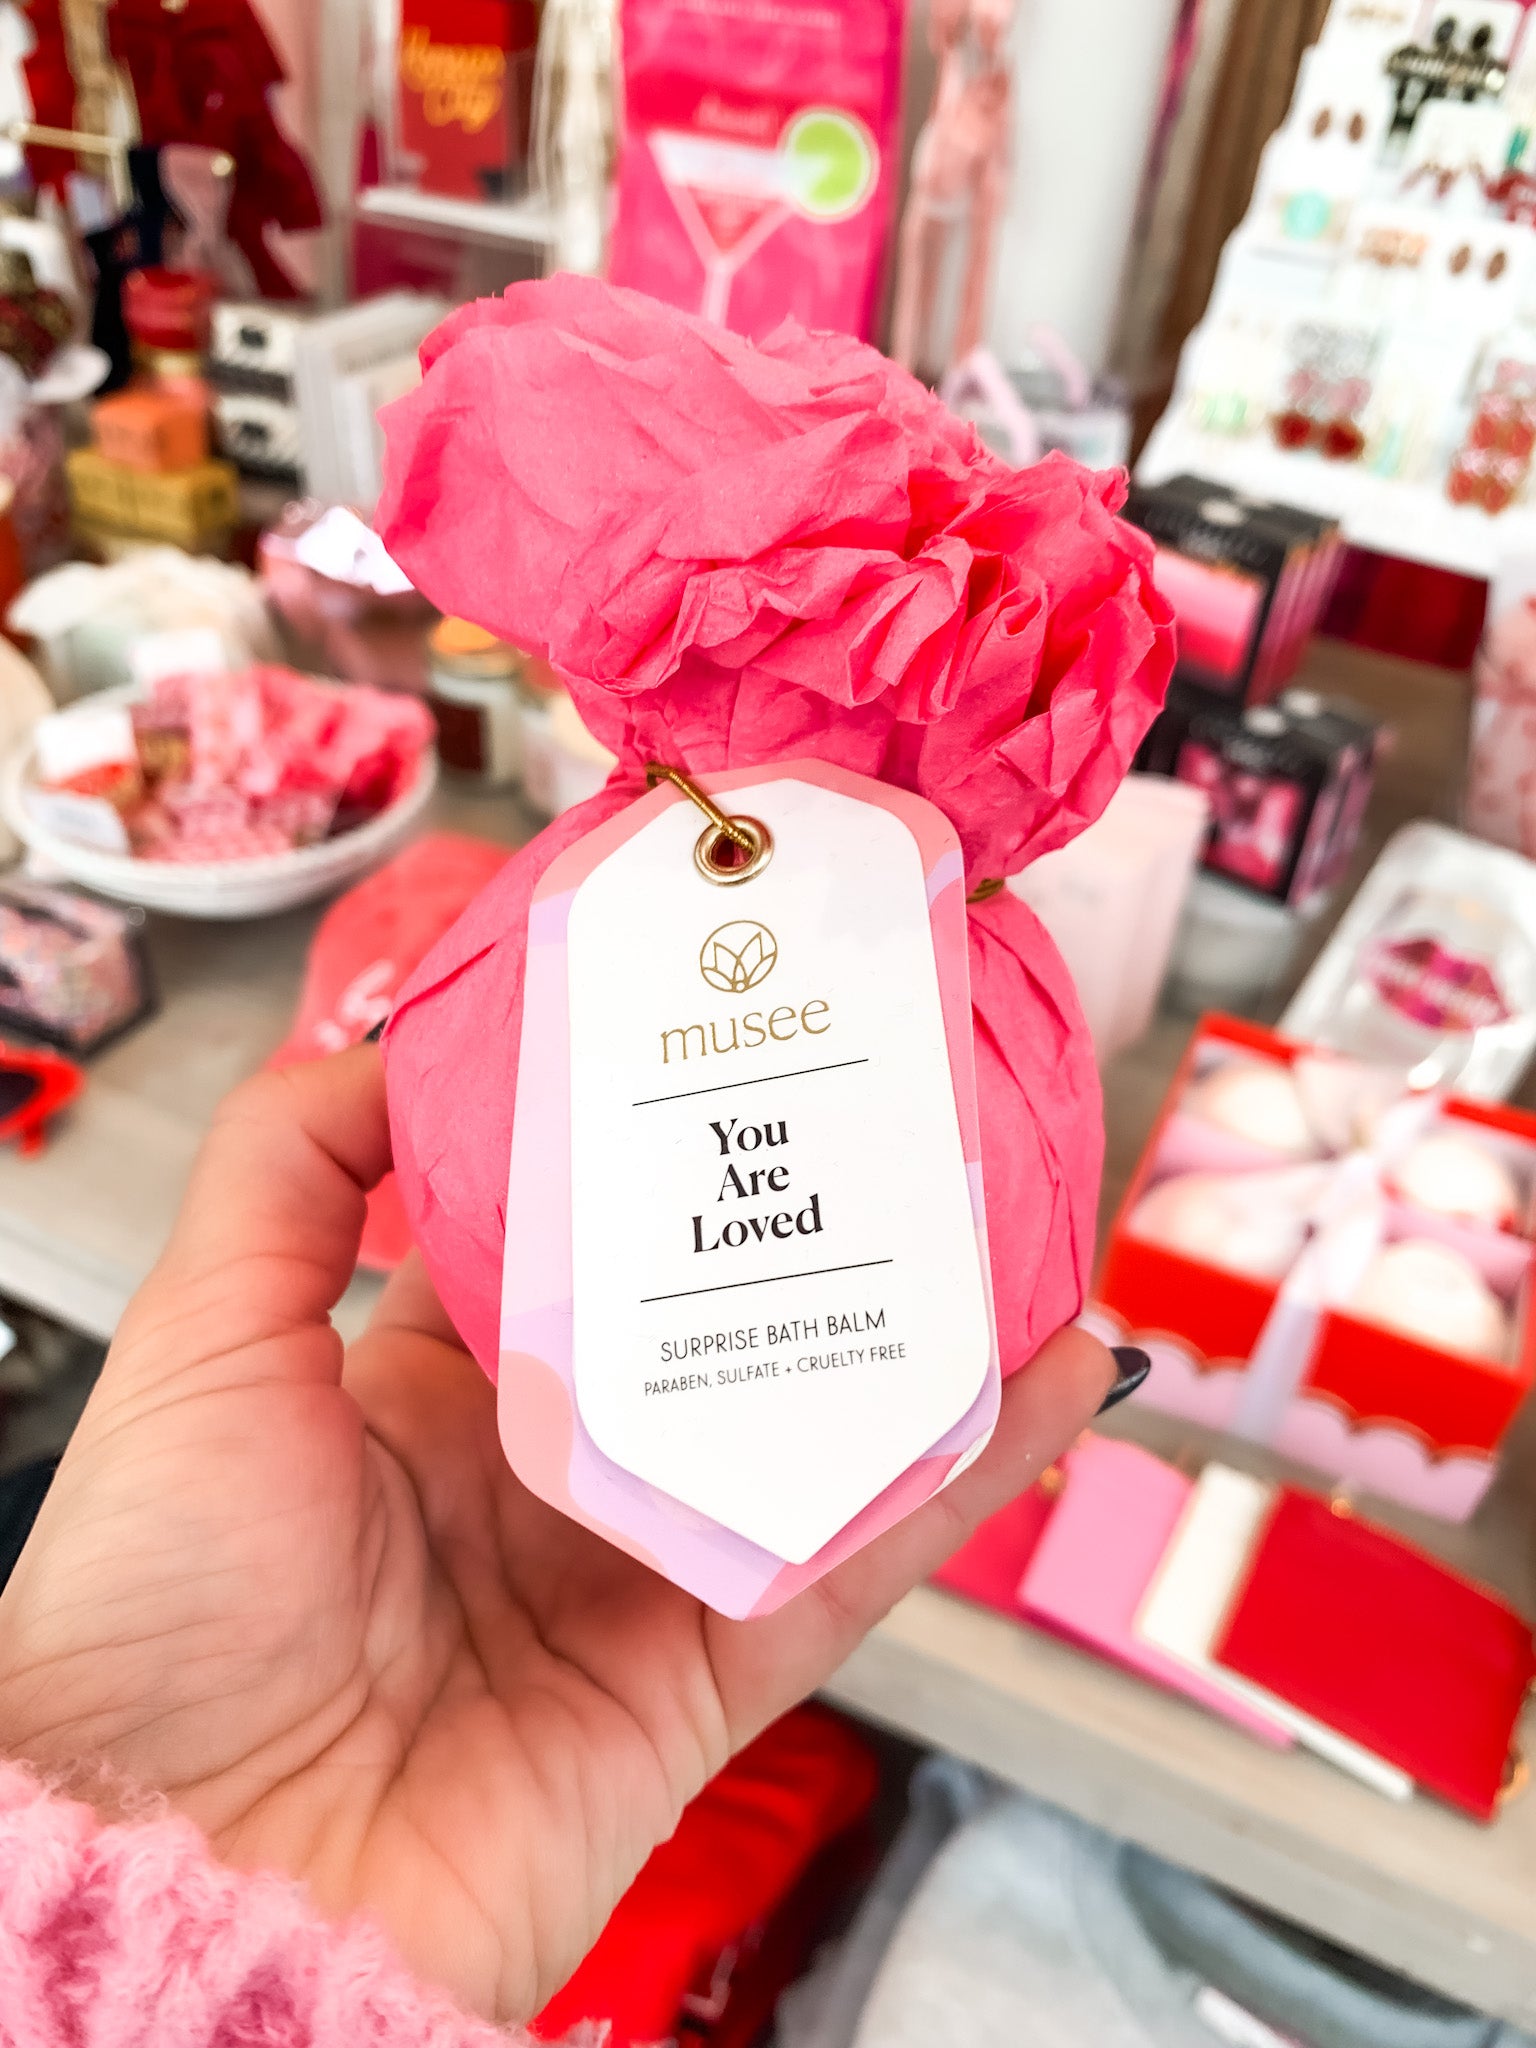 musee
You
Are
Loved
SURPRISE BATH BALM
PARABEN, SULFATE + CRUELTY FREE